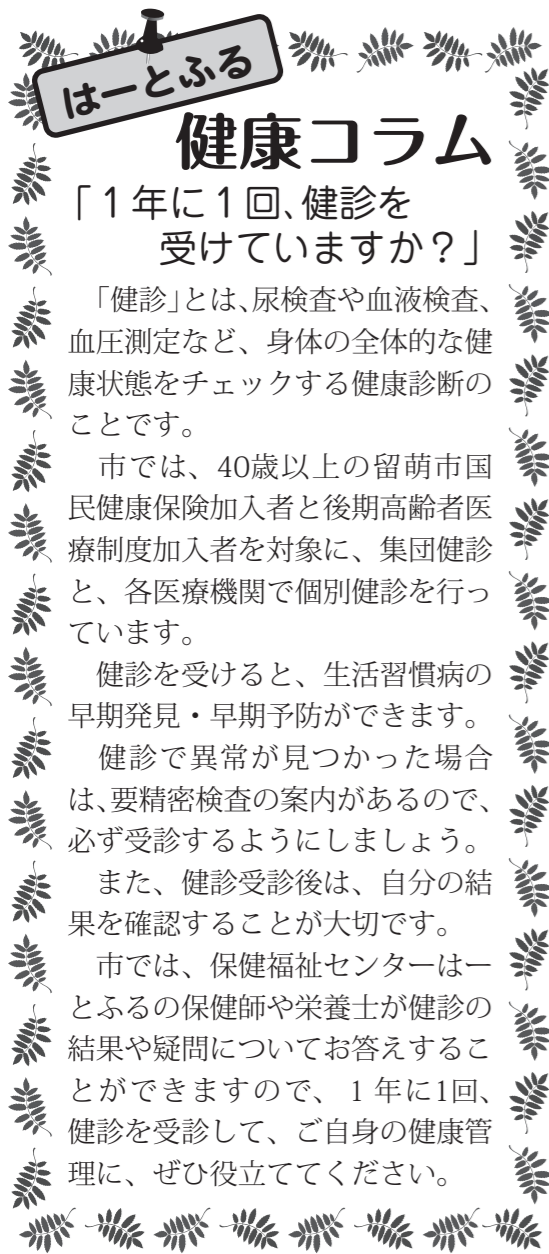 はーとふる
健康コラム
「１年に１回、健診を
受けていますか？」
「健診」とは、尿検査や血液検査、
血圧測定など、身体の全体的な健
康状態をチェックする健康診断の
ことです。
市では、40歳以上の留萌市国
民健康保険加入者と後期高齢者医
療制度加入者を対象に、集団健診
と、各医療機関で個別健診を行っ
ています。
健診を受けると、生活習慣病の
早期発見・早期予防ができます。
健診で異常が見つかった場合
は、要精密検査の案内があるので、
必ず受診するようにしましょう。
また、健診受診後は、自分の結
果を確認することが大切です。
市では、保健福祉センターはー
とふるの保健師や栄養士が健診の
結果や疑問についてお答えするこ
とができますので、１年に1回、
健診を受診して、ご自身の健康管
理に、ぜひ役立ててください。